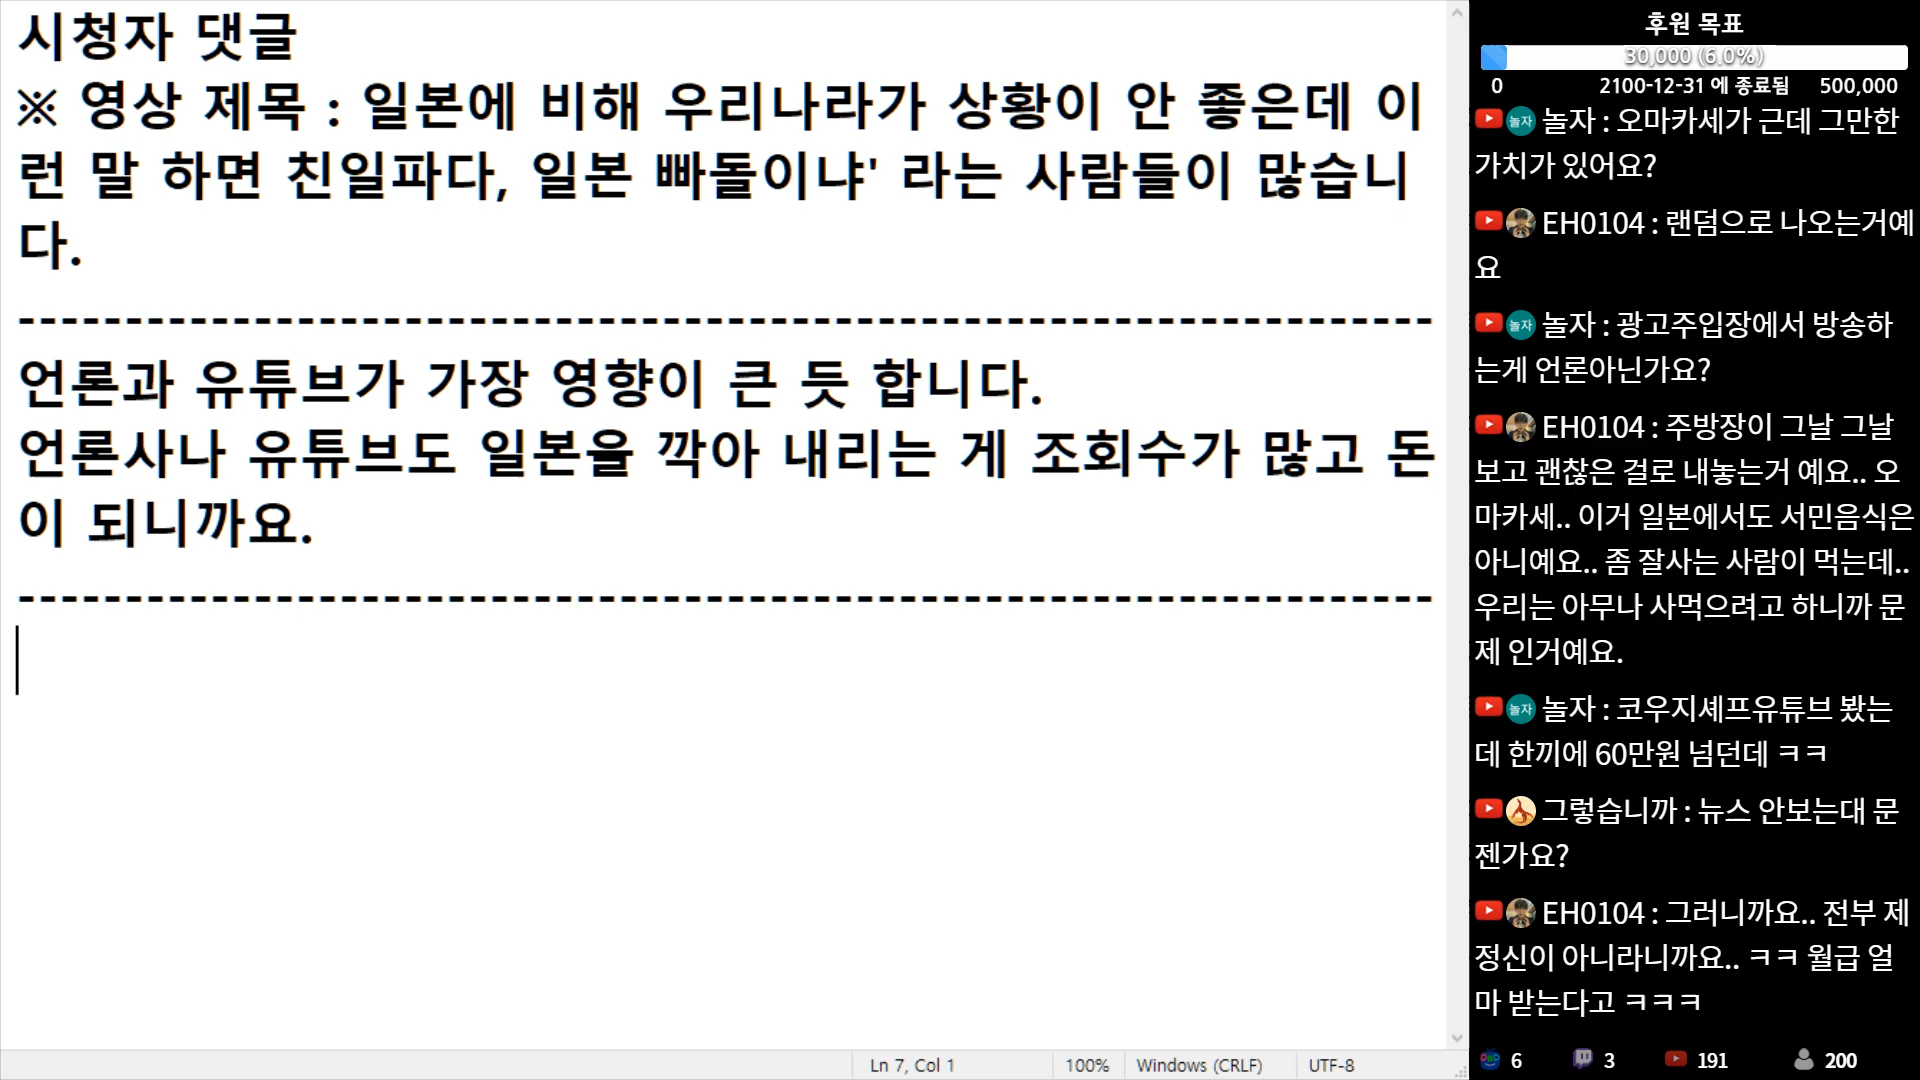 시청자 댓글
※ 영상 제목 : 일본에 비해 우리나라가 상황이 안 좋은데 이
런 말 하면 친일파다, 일본 빠돌이냐' 라는 사람들이 많습니
다.
------------------------------------------------------------------
언론과 유튜브가 가장 영향이 큰 듯 합니다.
언론사나 유튜브도 일본을 깍아 내리는 게 조회수가 많고 돈
이 되니까요.
------------------------------------------------------------------
Ln 7, Col 1
100%
Windows (CRLF)
UTF-8
후원 목표
30,000 (6.0%)
0 2100-12-31 에 종료됨 500,000
놀자 놀자 : 오마카세가 근데 그만한
가치가 있어요?
EH0104 : 랜덤으로 나오는거예
요
놀자 놀자 : 광고주입장에서 방송하
는게 언론아닌가요?
EH0104 : 주방장이 그날 그날
보고 괜찮은 걸로 내놓는거 예요.. 오
마카세.. 이거 일본에서도 서민음식은
아니예요.. 좀 잘사는 사람이 먹는데..
우리는 아무나 사먹으려고 하니까 문
제 인거예요.
놀자 놀자 : 코우지셰프유튜브 봤는
데 한끼에 60만원 넘던데 ㅋㅋ
그렇습니까 : 뉴스 안보는대 문
젠가요?
EH0104 : 그러니까요.. 전부 제
정신이 아니라니까요.. ㅋㅋ 월급 얼
마 받는다고 ㅋㅋㅋ
6 3 191 200